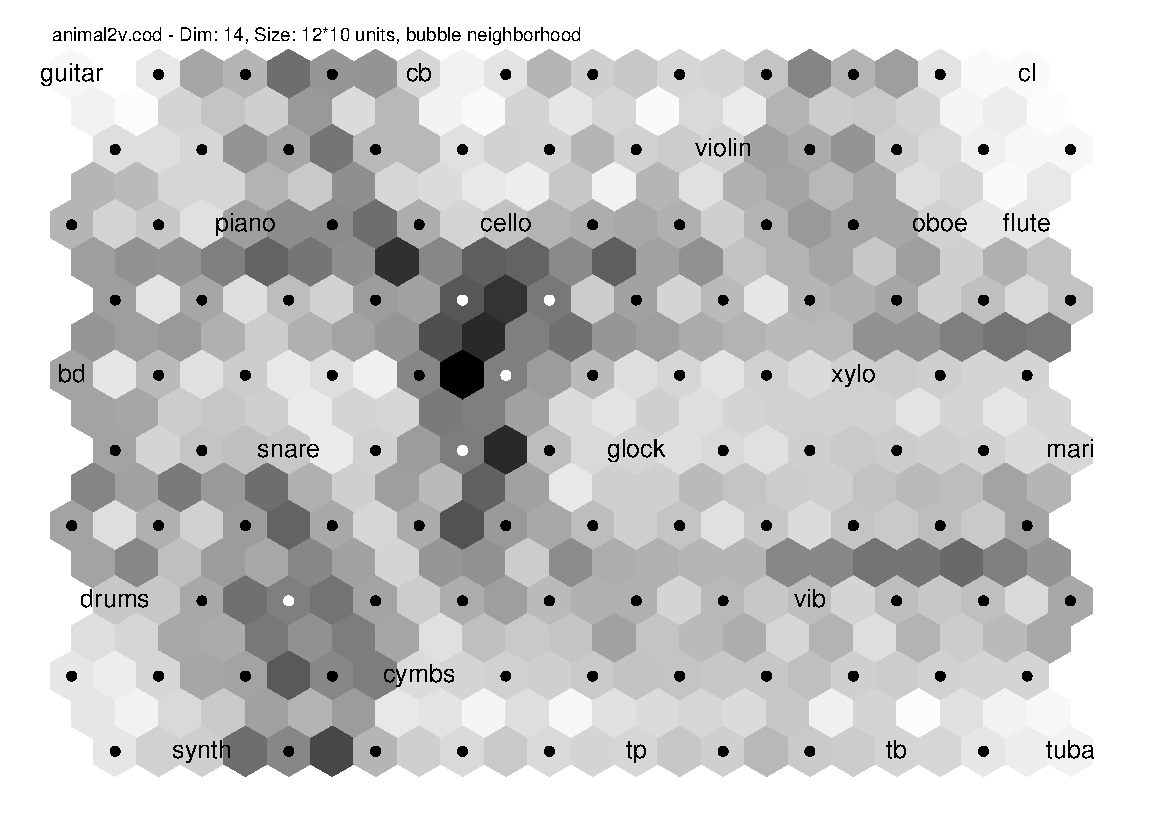 animal2v.cod - Dim: 14, Size: 12*10 units, bubble neighborhood
guitar cb cl
violin
piano cello oboe flute
bd xylo
snare glock mari
drums vib
cymbs
synth tp tb tuba